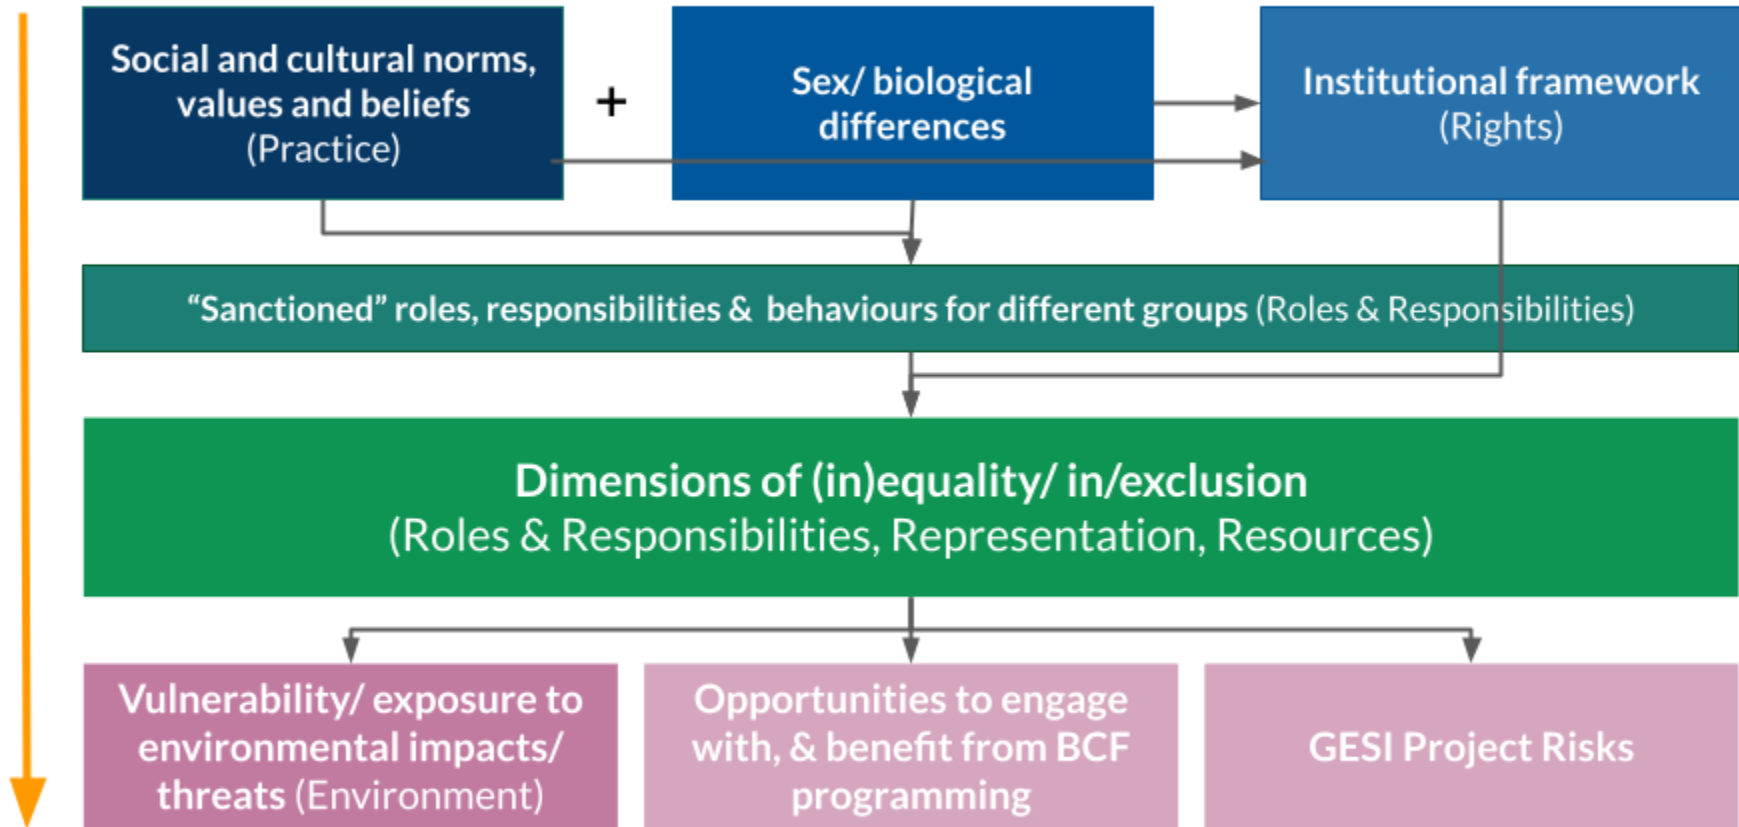 Social and cultural norms,
values and beliefs
(Practice)
+
Sex/ biological
differences
Institutional framework
(Rights)
“Sanctioned” roles, responsibilities &  behaviours for different groups (Roles & Responsibilities)
Dimensions of (in)equality/ in/exclusion
(Roles & Responsibilities, Representation, Resources)
Vulnerability/ exposure to
environmental impacts/
threats (Environment)
Opportunities to engage
with, & benefit from BCF
programming
GESI Project Risks